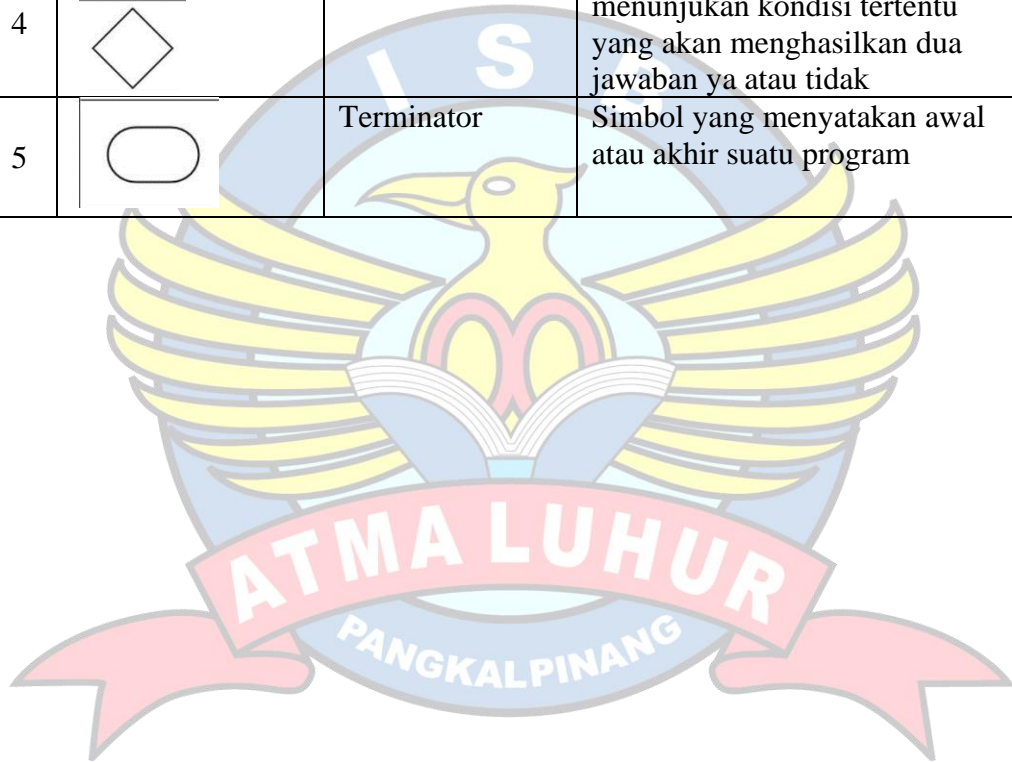 menunjukan kondisi tertentu
4
yang akan menghasilkan dua
jawaban ya atau tidak
Terminator
Simbol yang menyatakan awal
5
atau akhir suatu program
I S B
ATMA LUHUR
PANGKALPINANG